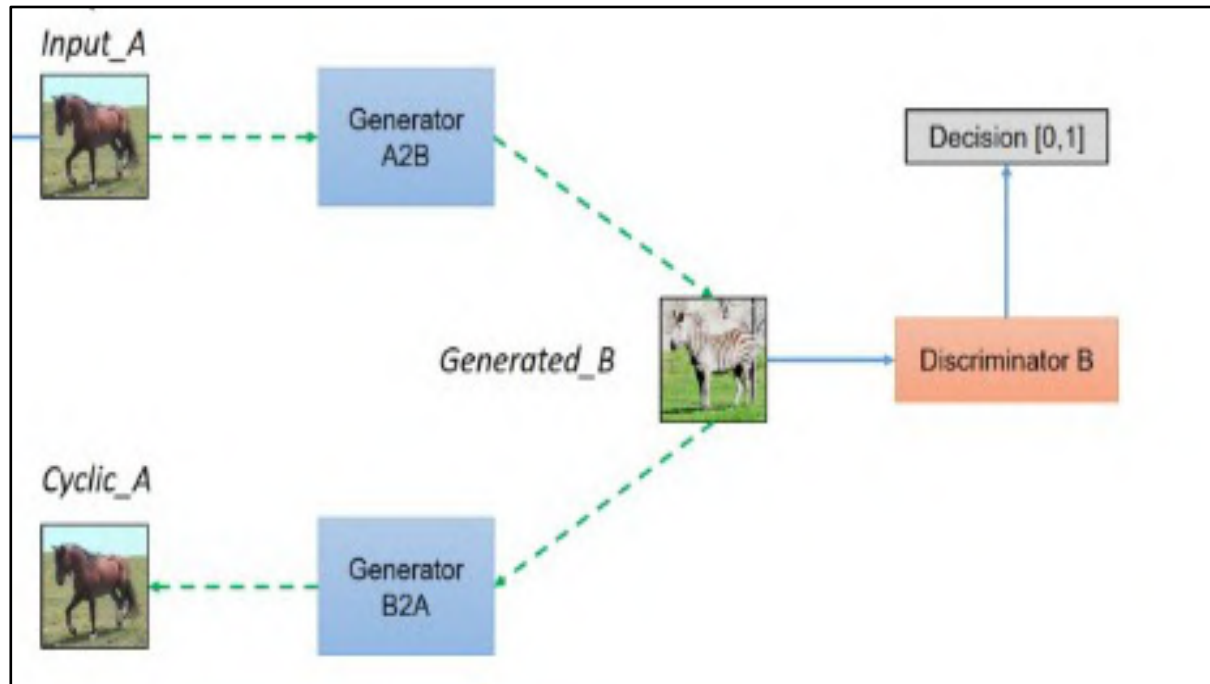 Input_A
Generator
A2B
Decision [0,1]
Generated_B
Discriminator B
Cyclic_A
Generator
B2A